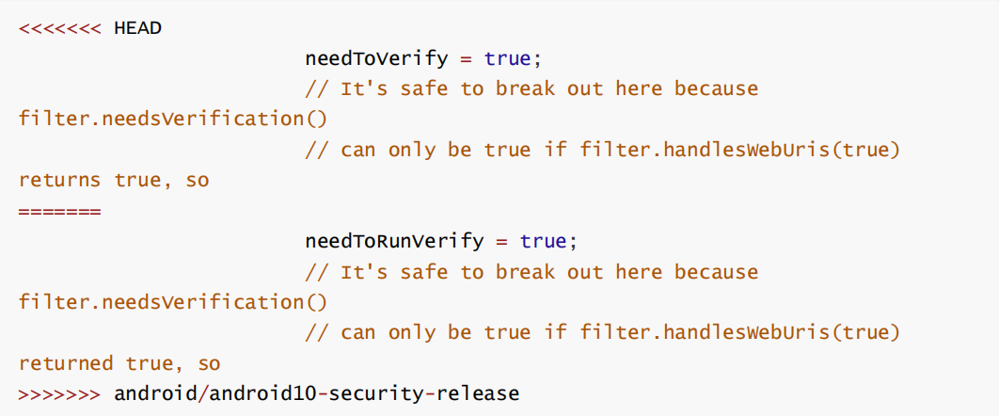 <<<<<<< HEAD
needToVerify = true;
// It's safe to break out here because
filter.needsVerification()
// can only be true if filter.handlesWebUris(true)
returns true, so
=======
needToRunVerify = true;
// It's safe to break out here because
filter.needsVerification()
// can only be true if filter.handlesWebUris(true)
returned true, so
>>>>>>> android/android10-security-release